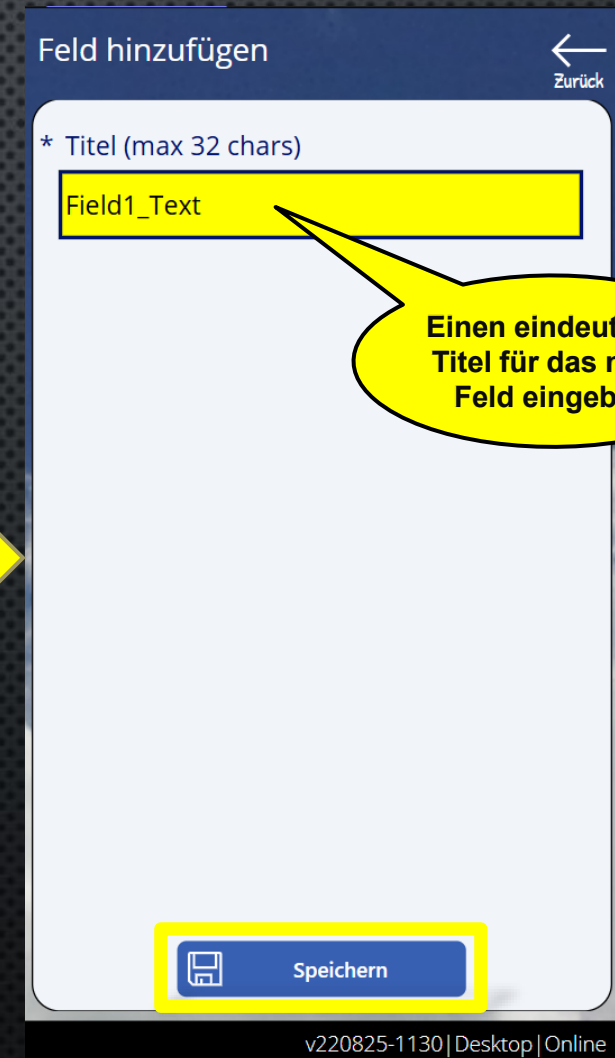 Feld hinzufügen
Zurück
* Titel (max 32 chars)
Field1_Text
Einen eindeut
Titel für das
Feld eingeb
Speichern
v220825-1130|Desktop|Online